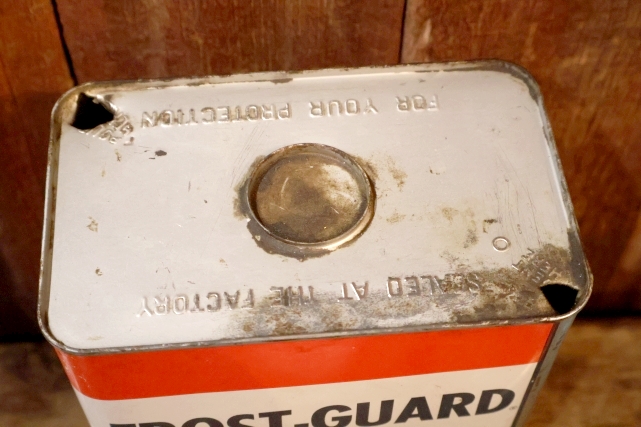 FOR YOUR PROTECTION
SEALED AT THE FACTORY
FROST-GUARD